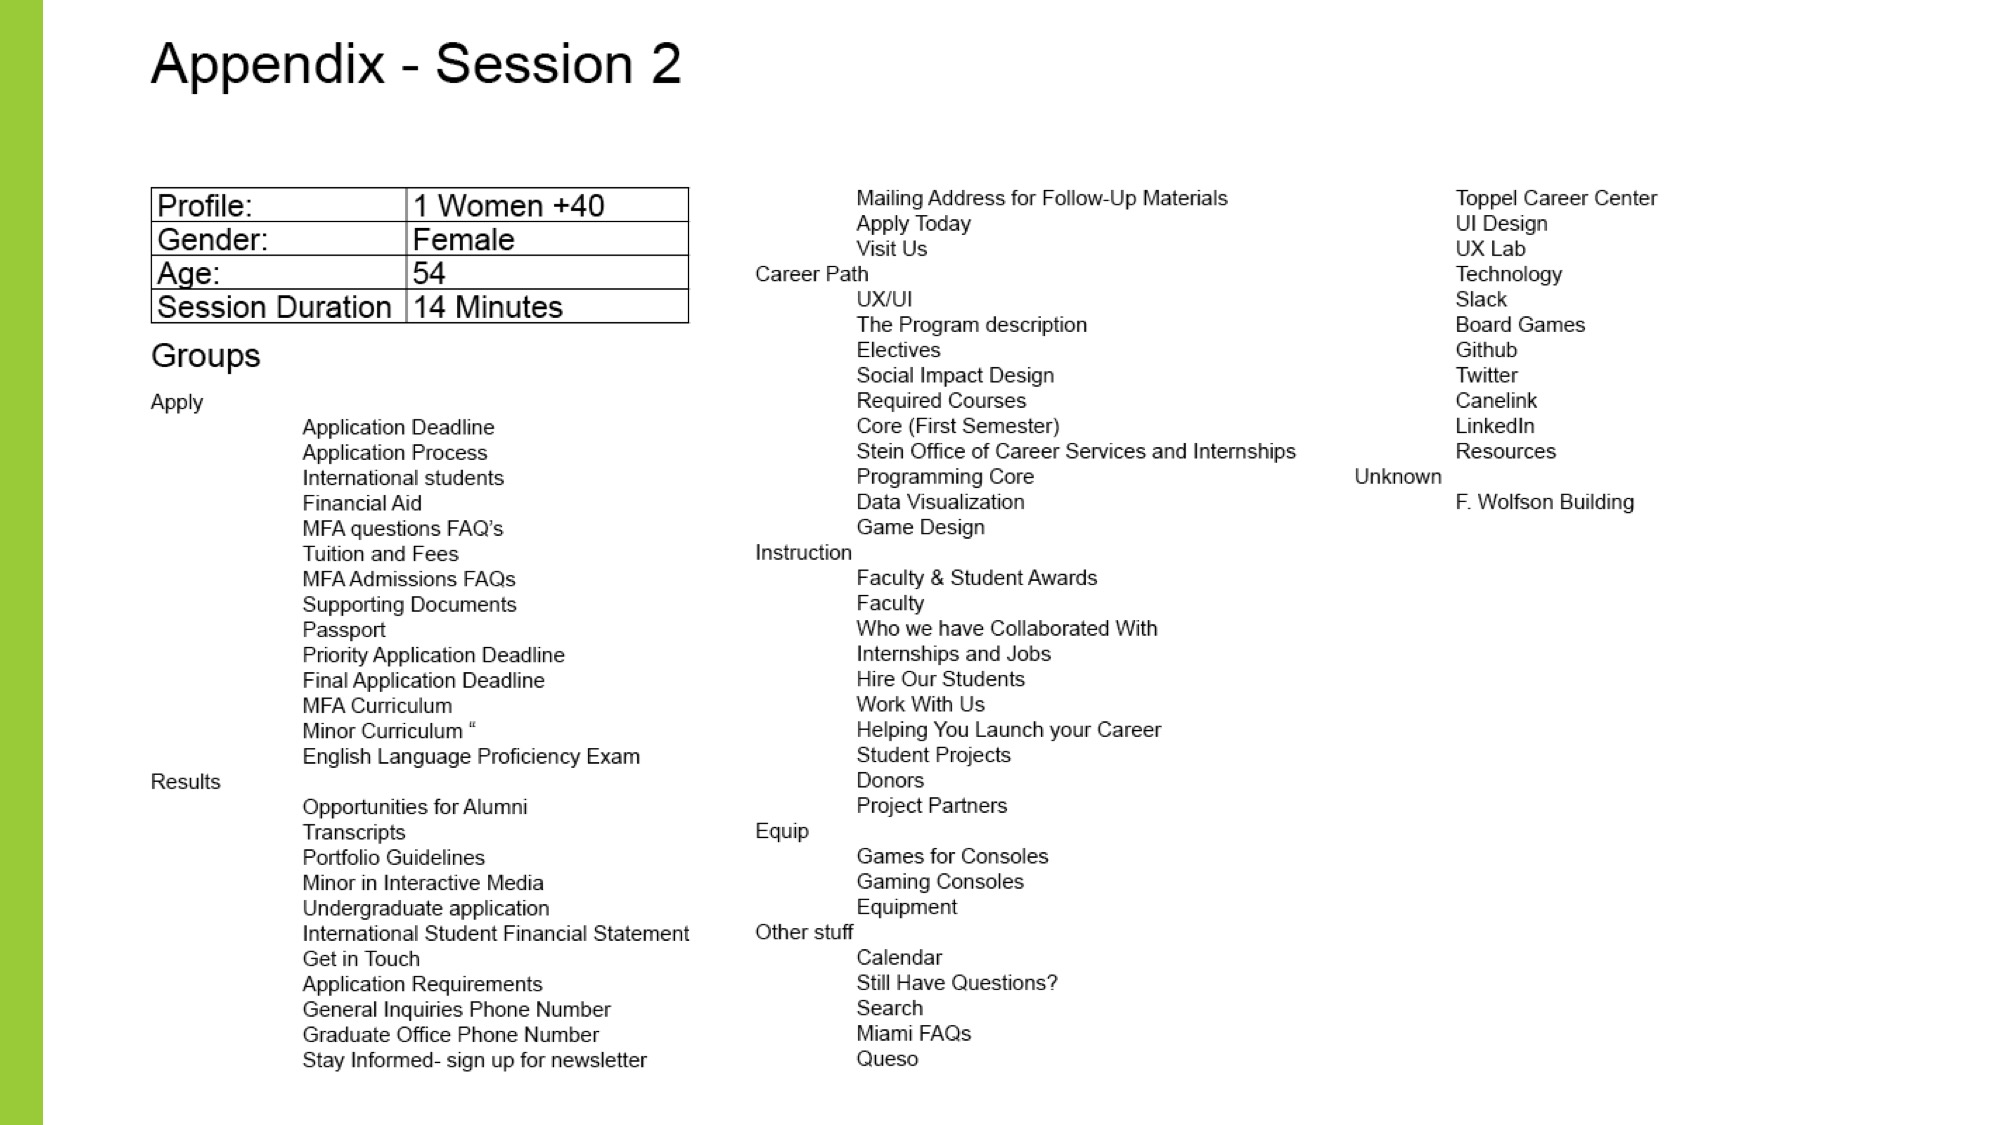 Appendix - Session 2
Profile: 1 Women +40
Gender: Female
Age: 54
Session Duration 14 Minutes
Groups
Apply
Application Deadline
Application Process
International students
Financial Aid
MFA questions FAQ’s
Tuition and Fees
MFA Admissions FAQs
Supporting Documents
Passport
Priority Application Deadline
Final Application Deadline
MFA Curriculum
Minor Curriculum “
English Language Proficiency Exam
Results
Opportunities for Alumni
Transcripts
Portfolio Guidelines
Minor in Interactive Media
Undergraduate application
International Student Financial Statement
Get in Touch
Application Requirements
General Inquiries Phone Number
Graduate Office Phone Number
Stay Informed- sign up for newsletter
Mailing Address for Follow-Up Materials
Apply Today
Visit Us
Career Path
UX/UI
The Program description
Electives
Social Impact Design
Required Courses
Core (First Semester)
Stein Office of Career Services and Internships
Programming Core
Data Visualization
Game Design
Instruction
Faculty & Student Awards
Faculty
Who we have Collaborated With
Internships and Jobs
Hire Our Students
Work With Us
Helping You Launch your Career
Student Projects
Donors
Project Partners
Equip
Games for Consoles
Gaming Consoles
Equipment
Other stuff
Calendar
Still Have Questions?
Search
Miami FAQs
Queso
Toppel Career Center
UI Design
UX Lab
Technology
Slack
Board Games
Github
Twitter
Canelink
LinkedIn
Resources
Unknown
F. Wolfson Building